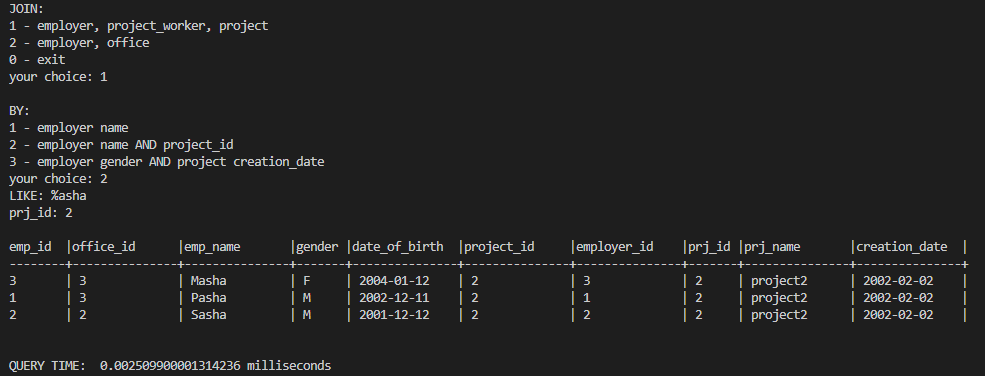 JOIN:
1 - employer, project_worker, project
2 - employer, office
0 - exit
your choice: 1
BY:
1 - employer name
2 - employer name AND project_id
3 - employer gender AND project creation_date
your choice: 2
LIKE: %asha
prj_id: 2
emp_id |office_id |emp_name |gender |date_of_birth |project_id |employer_id |prj_id |prj_name |creation_date |
-------+--------------+-------------+------+-------------+-------------+-------------+------+-------------+-------------+
3 | 3 | Masha | F | 2004-01-12 | 2 | 3 | 2 | project2 | 2002-02-02 |
1 | 3 | Pasha | M | 2002-12-11 | 2 | 1 | 2 | project2 | 2002-02-02 |
2 | 2 | Sasha | M | 2001-12-12 | 2 | 2 | 2 | project2 | 2002-02-02 |
QUERY TIME: 0.002509900001314236 milliseconds